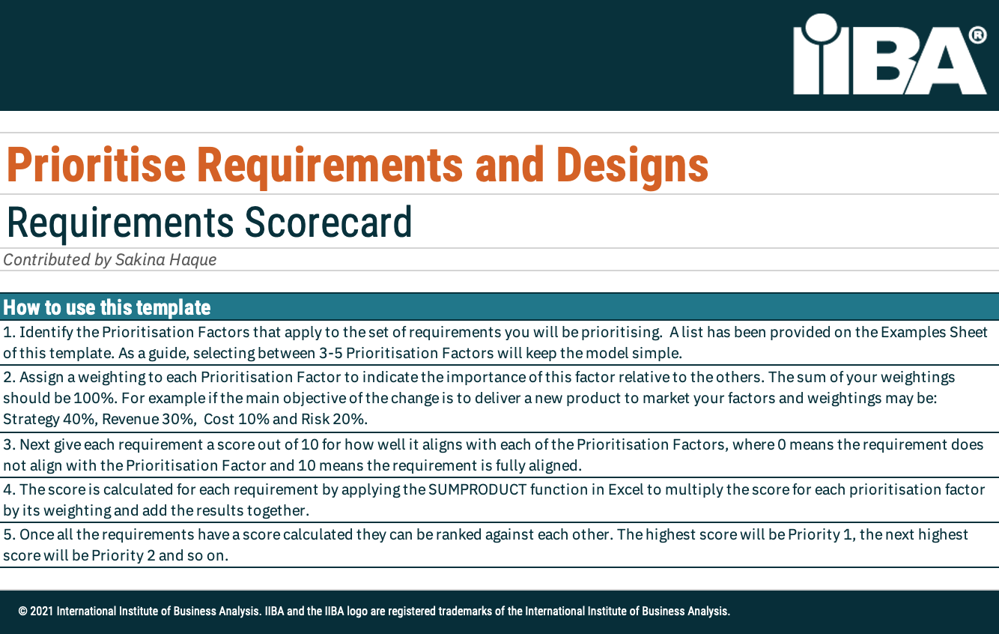 IIBA®
Prioritise Requirements and Designs
Requirements Scorecard
Contributed by Sakina Haque
How to use this template
1. Identify the Prioritisation Factors that apply to the set of requirements you will be prioritising.  A list has been provided on the Examples Sheet
of this template. As a guide, selecting between 3-5 Prioritisation Factors will keep the model simple.
2. Assign a weighting to each Prioritisation Factor to indicate the importance of this factor relative to the others. The sum of your weightings
should be 100%. For example if the main objective of the change is to deliver a new product to market your factors and weightings may be:
Strategy 40%, Revenue 30%,  Cost 10% and Risk 20%.
3. Next give each requirement a score out of 10 for how well it aligns with each of the Prioritisation Factors, where 0 means the requirement does
not align with the Prioritisation Factor and 10 means the requirement is fully aligned.
4. The score is calculated for each requirement by applying the SUMPRODUCT function in Excel to multiply the score for each prioritisation factor
by its weighting and add the results together.
5. Once all the requirements have a score calculated they can be ranked against each other. The highest score will be Priority 1, the next highest
score will be Priority 2 and so on.
© 2021 International Institute of Business Analysis. IIBA and the IIBA logo are registered trademarks of the International Institute of Business Analysis.